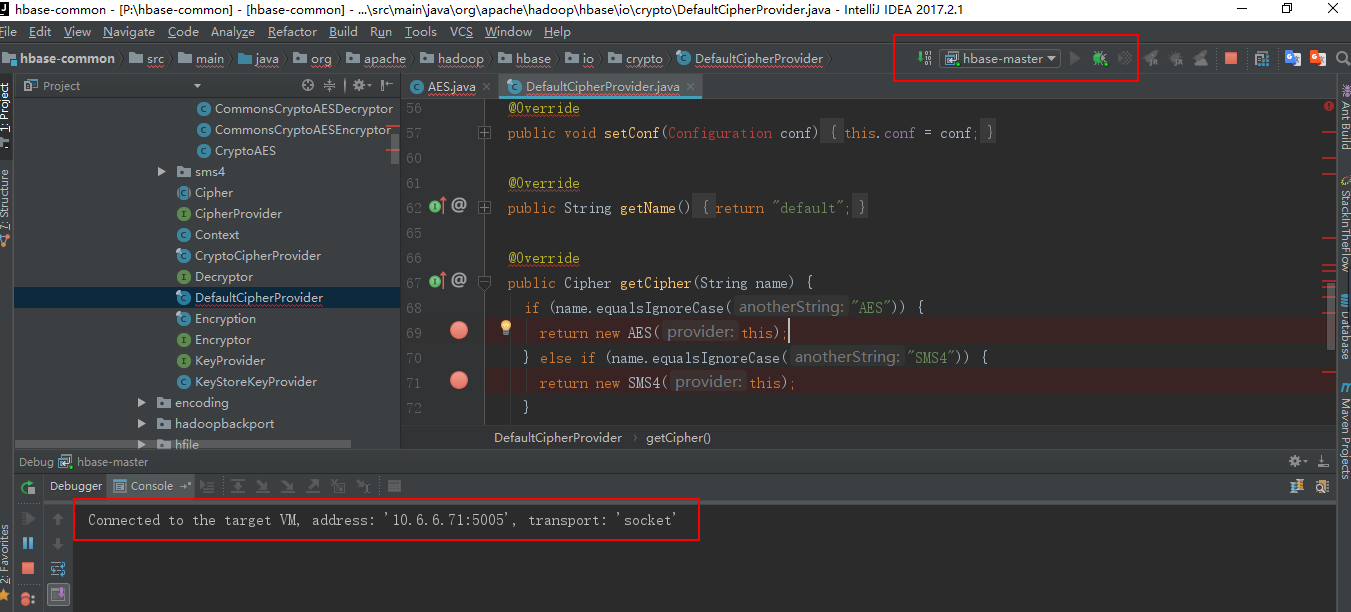 hbase-common - [P:\hbase-common] - [hbase-common] - ...\src\main\java\org\apache\hadoop\hbase\io\crypto\DefaultCipherProvider.java - IntelliJ IDEA 2017.2.1
File Edit View Navigate Code Analyze Refactor Build Run Tools VCS Window Help
hbase-common src main java org apache hadoop hbase io crypto DefaultCipherProvider hbase-master
Project AES.java DefaultCipherProvider.java
1: Project
7: Structure
2: Favorites
CommonsCryptoAESDecryptor
CommonsCryptoAESEncryptor
CryptoAES
sms4
Cipher
CipherProvider
Context
CryptoCipherProvider
Decryptor
DefaultCipherProvider
Encryption
Encryptor
KeyProvider
KeyStoreKeyProvider
encoding
hadoopbackport
hfile
56 @Override
57 public void setConf(Configuration conf) { this.conf = conf; }
60
61 @Override
62 public String getName() { return "default"; }
65
66 @Override
67 public Cipher getCipher(String name) {
68 if (name.equalsIgnoreCase( anotherString: "AES")) {
69 return new AES( provider: this);
70 } else if (name.equalsIgnoreCase( anotherString: "SMS4")) {
71 return new SMS4( provider: this);
72 }
DefaultCipherProvider › getCipher()
Ant Build
StackInTheFlow
Database
Maven Projects
Debug hbase-master
Debugger Console
Connected to the target VM, address: '10.6.6.71:5005', transport: 'socket'